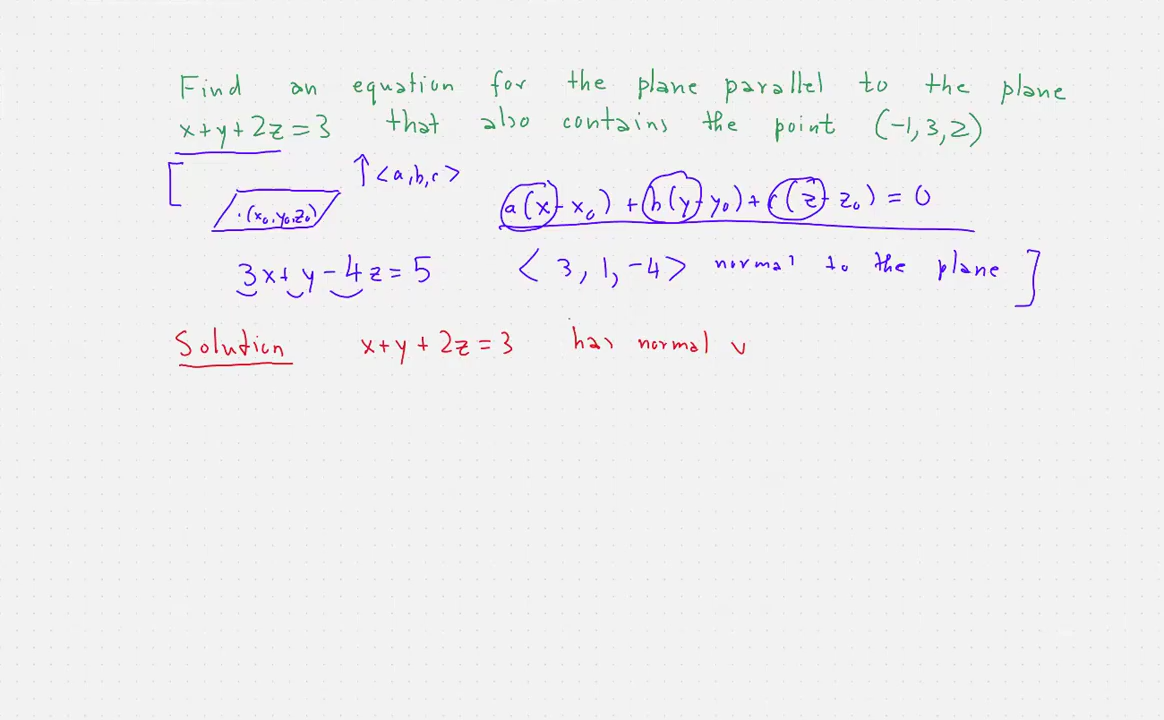 Find an equation for the plane parallel to the plane
x+y+2z=3 that also contains the point (-1,3,2)
[ ↑<a,b,c>
·(x₀,y₀,z₀) a(x-x₀)+b(y-y₀)+c(z-z₀)=0
3x+y-4z=5 <3,1,-4> normal to the plane ]
Solution x+y+2z=3 has normal v